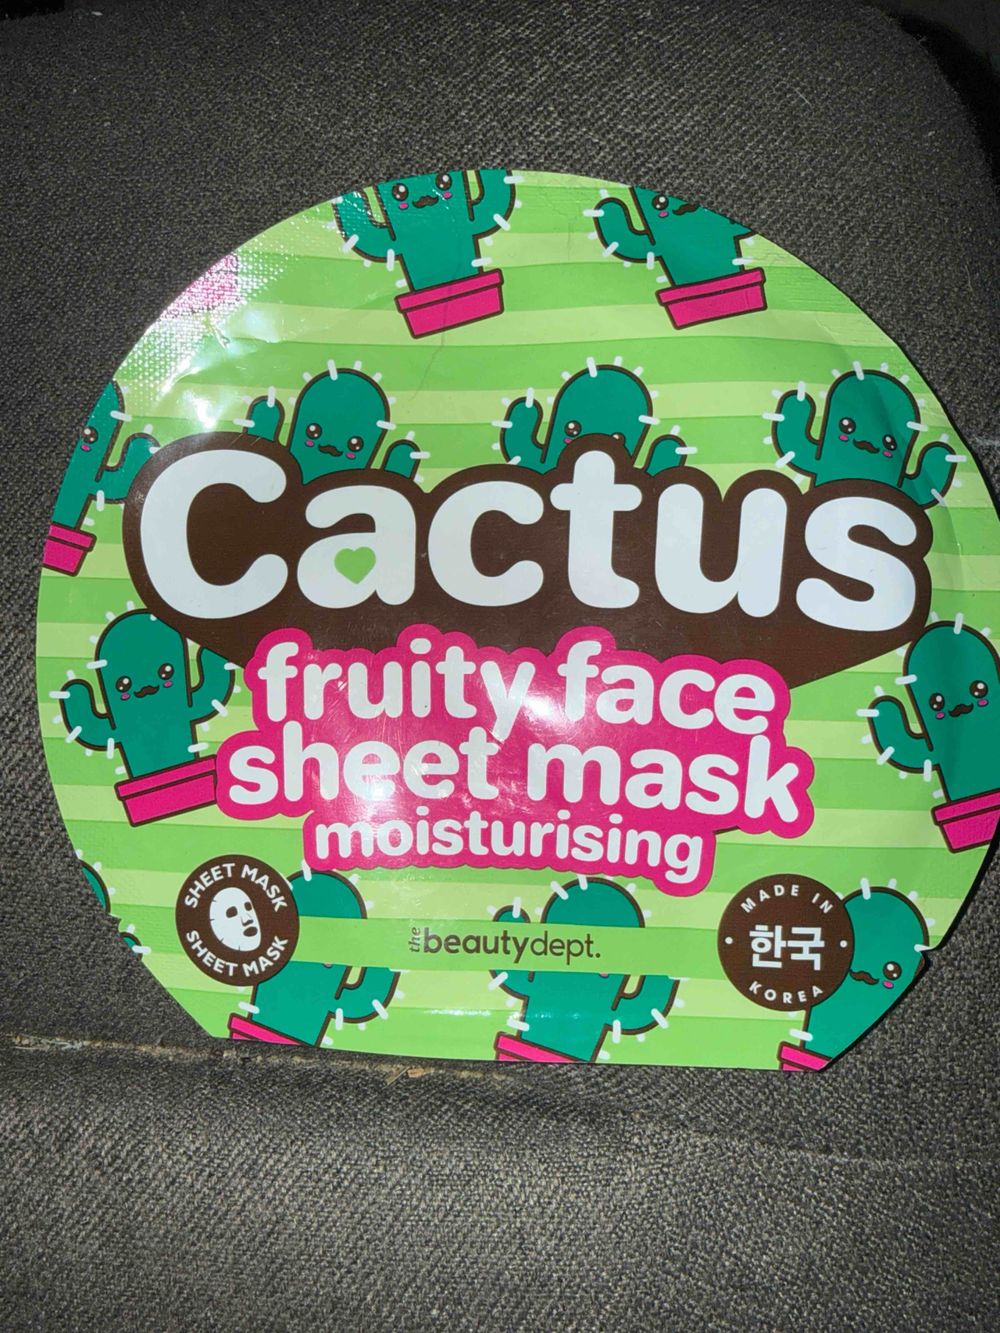 Cactus
fruity face
sheet mask
moisturising
SHEET MASK
SHEET MASK
the beautydept.
MADE IN
한국
KOREA